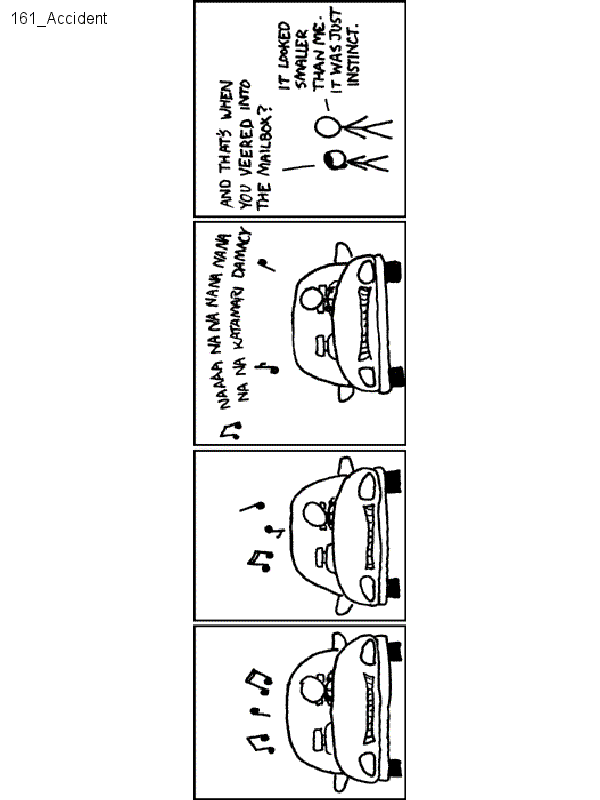 161_Accident
NAAAA NA NA NANA NANA
NA NA KATAMARI DAMACY
AND THAT'S WHEN
YOU VEERED INTO
THE MAILBOX?
IT LOOKED
SMALLER
THAN ME -
IT WAS JUST
INSTINCT.